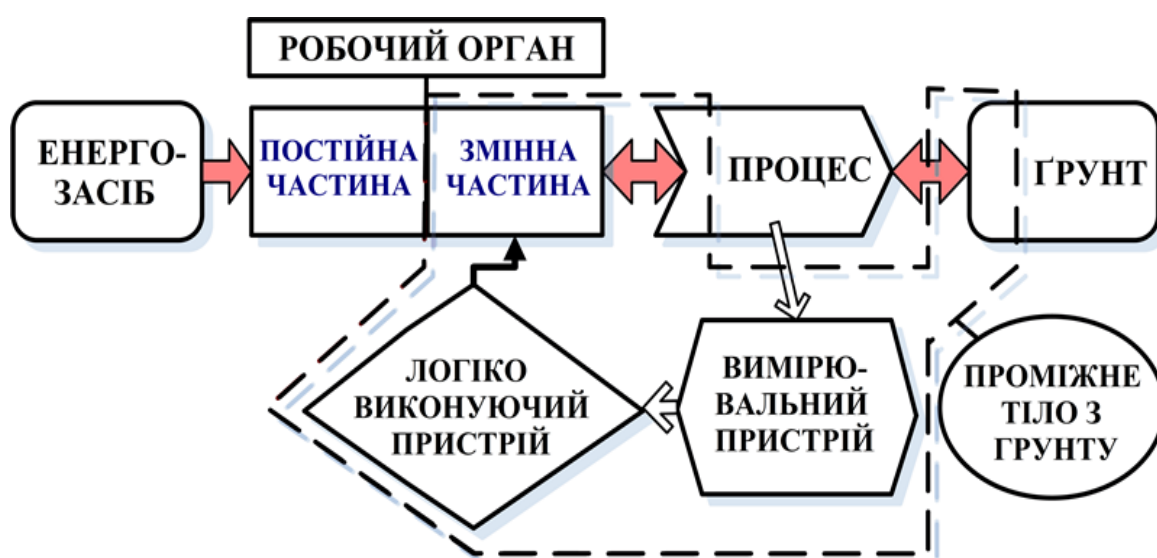 РОБОЧИЙ ОРГАН
ЕНЕРГО-
ЗАСІБ
ПОСТІЙНА
ЧАСТИНА
ЗМІННА
ЧАСТИНА
ПРОЦЕС
ҐРУНТ
ЛОГІКО
ВИКОНУЮЧИЙ
ПРИСТРІЙ
ВИМІРЮ-
ВАЛЬНИЙ
ПРИСТРІЙ
ПРОМІЖНЕ
ТІЛО З
ГРУНТУ